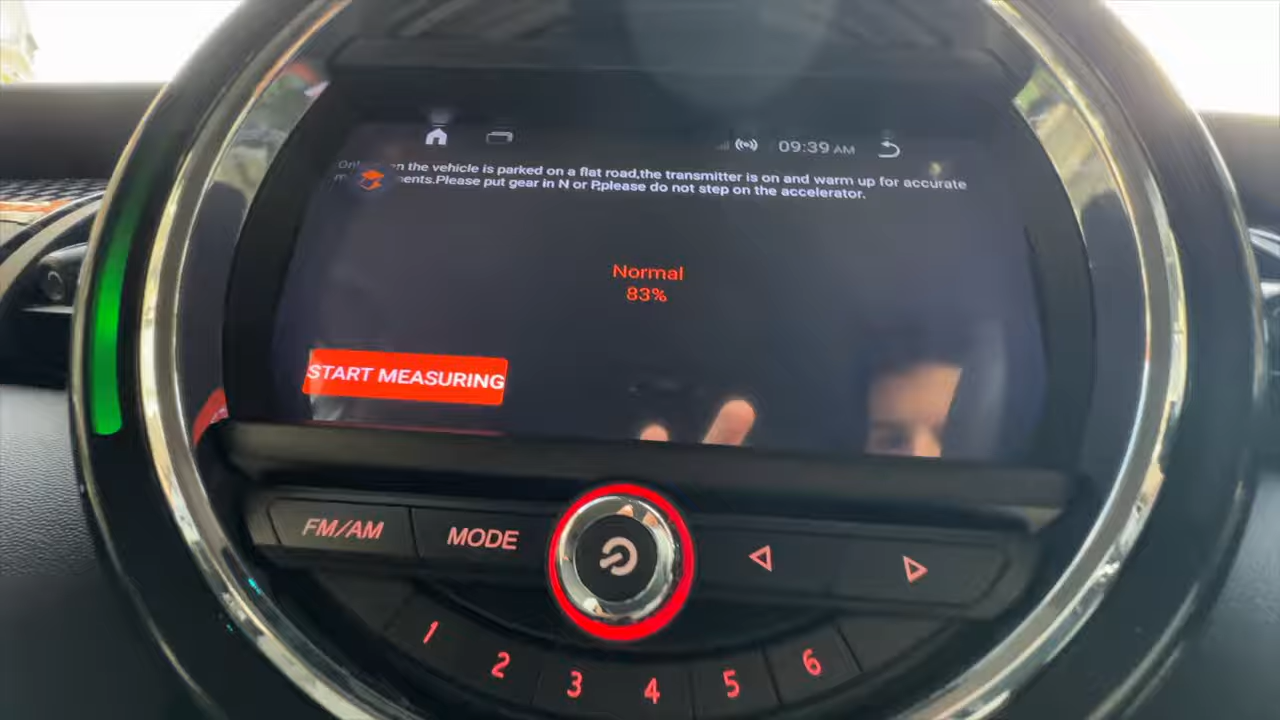 09:39 AM
n the vehicle is parked on a flat road,the transmitter is on and warm up for accurate
ents.Please put gear in N or P,please do not step on the accelerator.
Normal
83%
START MEASURING
FM/AM
MODE
1
2
3
4
5
6